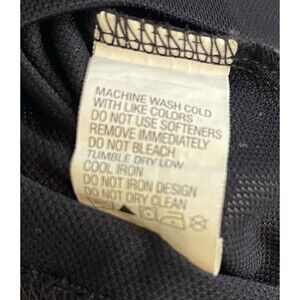 MACHINE WASH COLD
WITH LIKE COLORS
DO NOT USE SOFTENERS
REMOVE IMMEDIATELY
DO NOT BLEACH
TUMBLE DRY LOW
COOL IRON
DO NOT IRON DESIGN
DO NOT DRY CLEAN